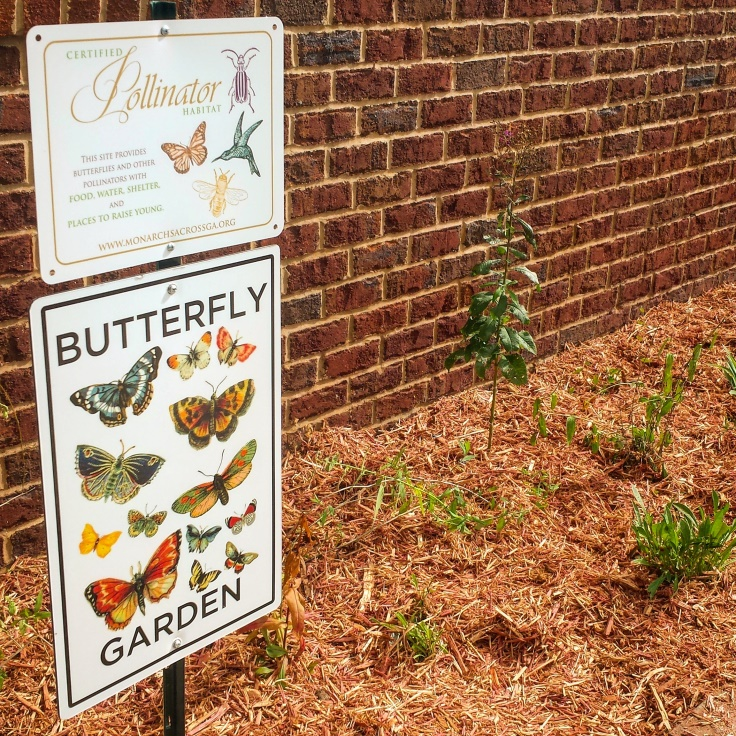 CERTIFIED
Pollinator
HABITAT
THIS SITE PROVIDES
BUTTERFLIES AND OTHER
POLLINATORS WITH
FOOD, WATER, SHELTER,
AND
PLACES TO RAISE YOUNG.
WWW.MONARCHSACROSSGA.ORG
BUTTERFLY
GARDEN